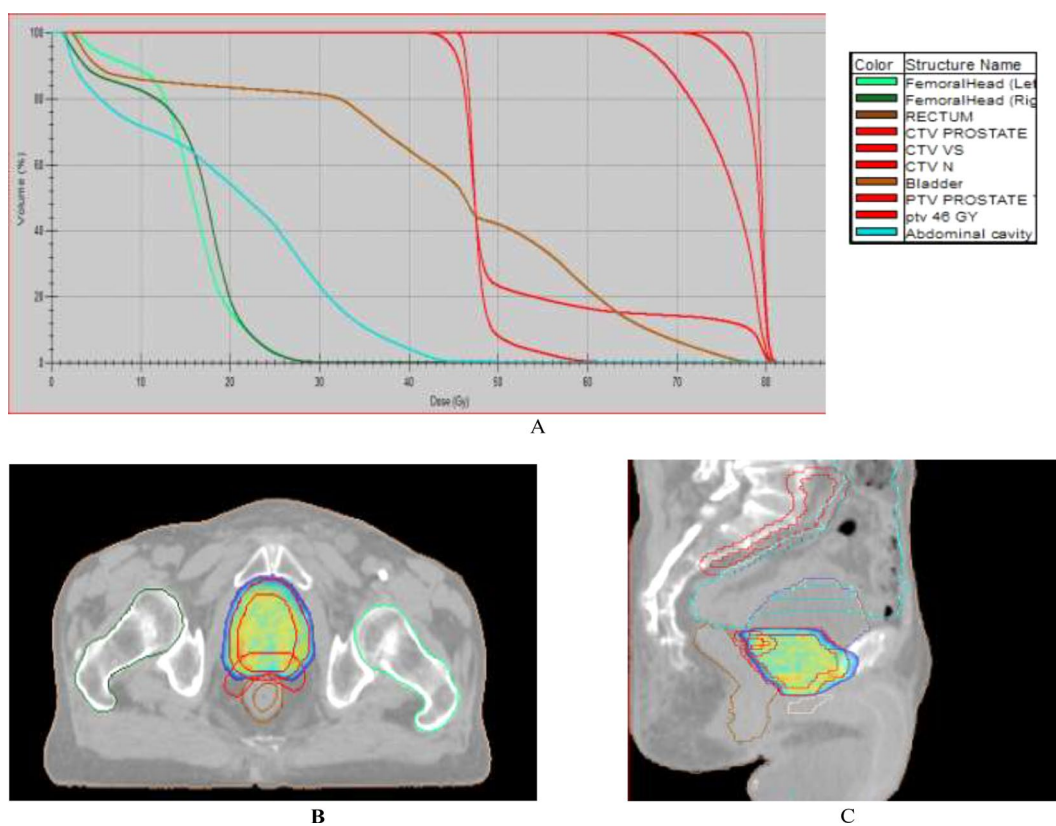 100
80
60
40
20
0
Volume (%)
0 10 20 30 40 50 60 70 80
Dose (Gy)
Color Structure Name
FemoralHead (Let
FemoralHead (Rig
RECTUM
CTV PROSTATE
CTV VS
CTV N
Bladder
PTV PROSTATE
ptv 46 GY
Abdominal cavity
A
B
C